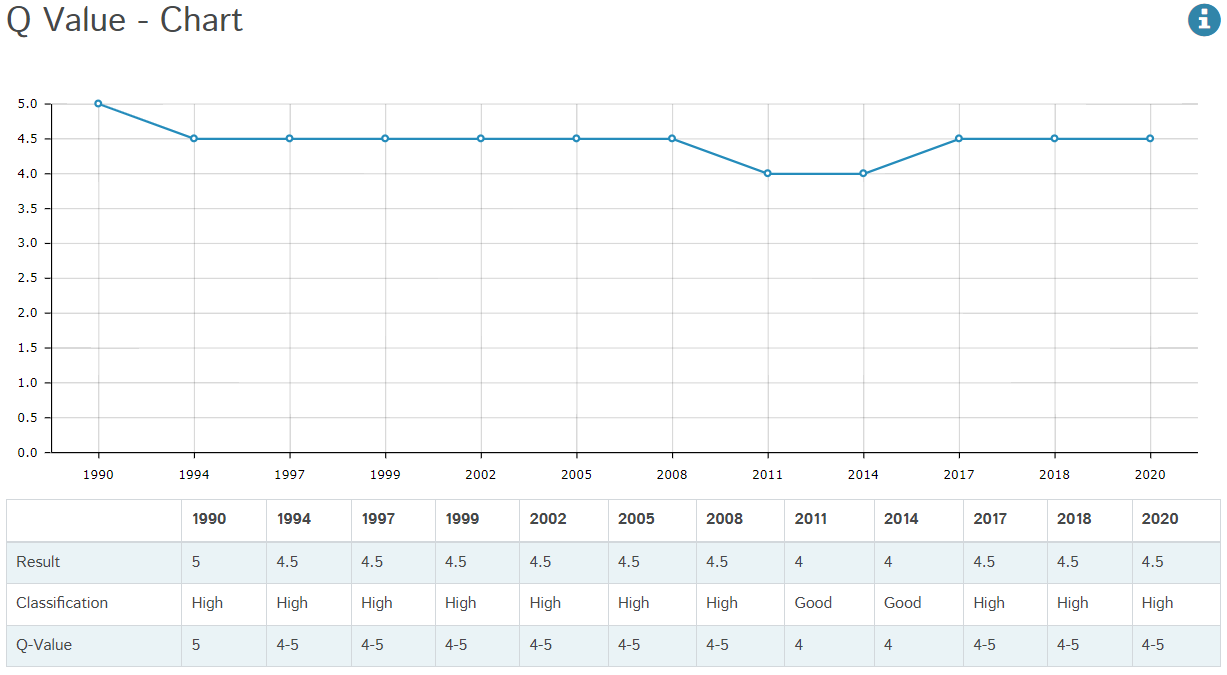 Q Value - Chart
5.0
4.5
4.0
3.5
3.0
2.5
2.0
1.5
1.0
0.5
0.0
1990 1994 1997 1999 2002 2005 2008 2011 2014 2017 2018 2020
1990 1994 1997 1999 2002 2005 2008 2011 2014 2017 2018 2020
Result 5 4.5 4.5 4.5 4.5 4.5 4.5 4 4 4.5 4.5 4.5
Classification High High High High High High High Good Good High High High
Q-Value 5 4-5 4-5 4-5 4-5 4-5 4-5 4 4 4-5 4-5 4-5